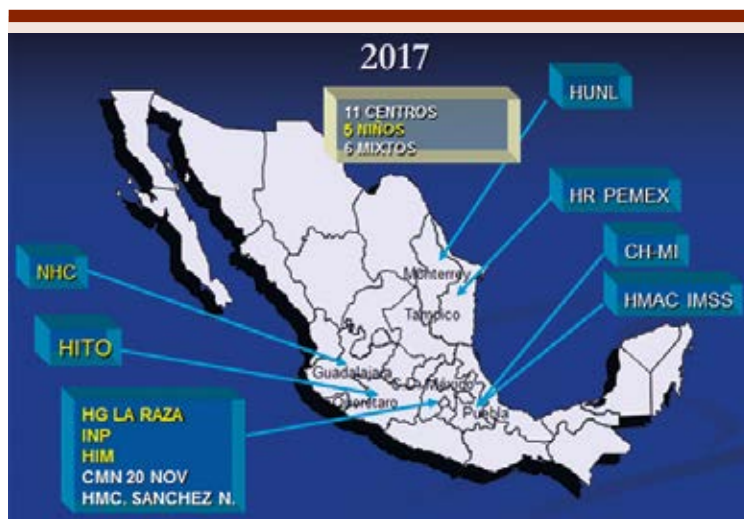 2017
11 CENTROS
5 NIÑOS
6 MIXTOS
HUNL
HR PEMEX
CH-MI
HMAC IMSS
NHC
HITO
Monterrey
Tampico
Guadalajara
C.D. México
Querétaro
Puebla
HG LA RAZA
INP
HIM
CMN 20 NOV
HMC. SANCHEZ N.